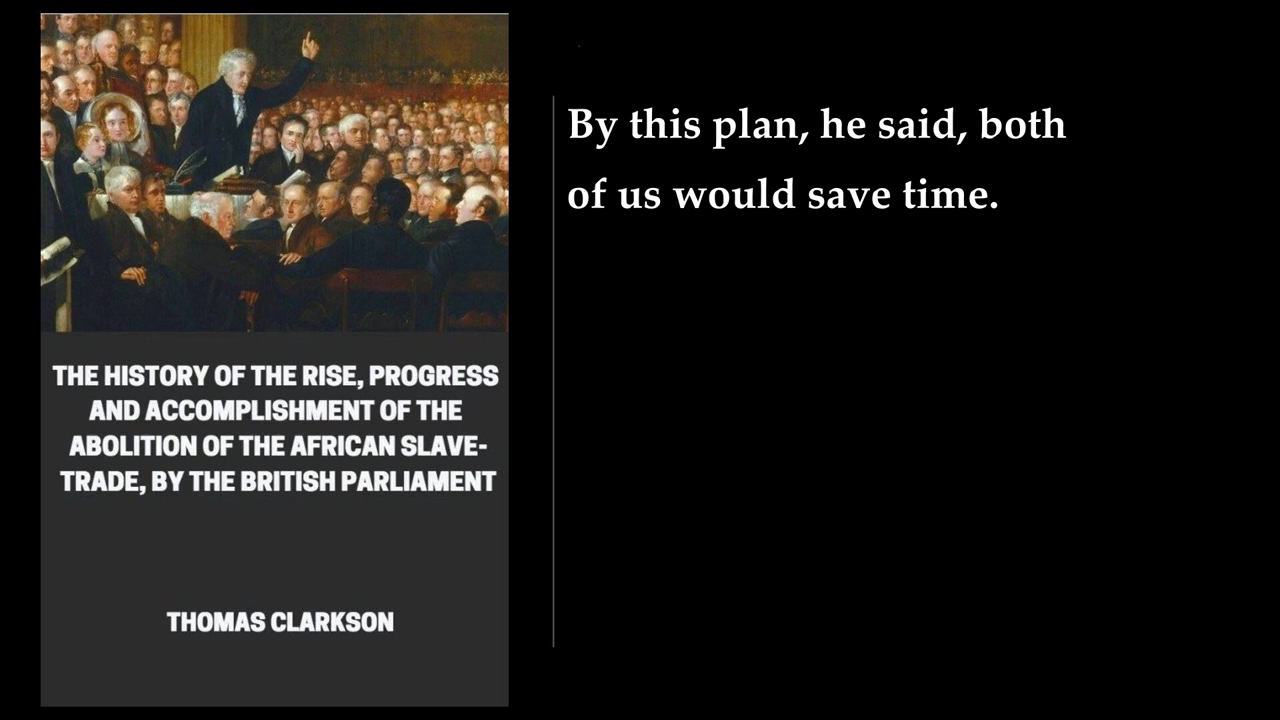 THE HISTORY OF THE RISE, PROGRESS
AND ACCOMPLISHMENT OF THE
ABOLITION OF THE AFRICAN SLAVE-
TRADE, BY THE BRITISH PARLIAMENT
THOMAS CLARKSON
By this plan, he said, both
of us would save time.